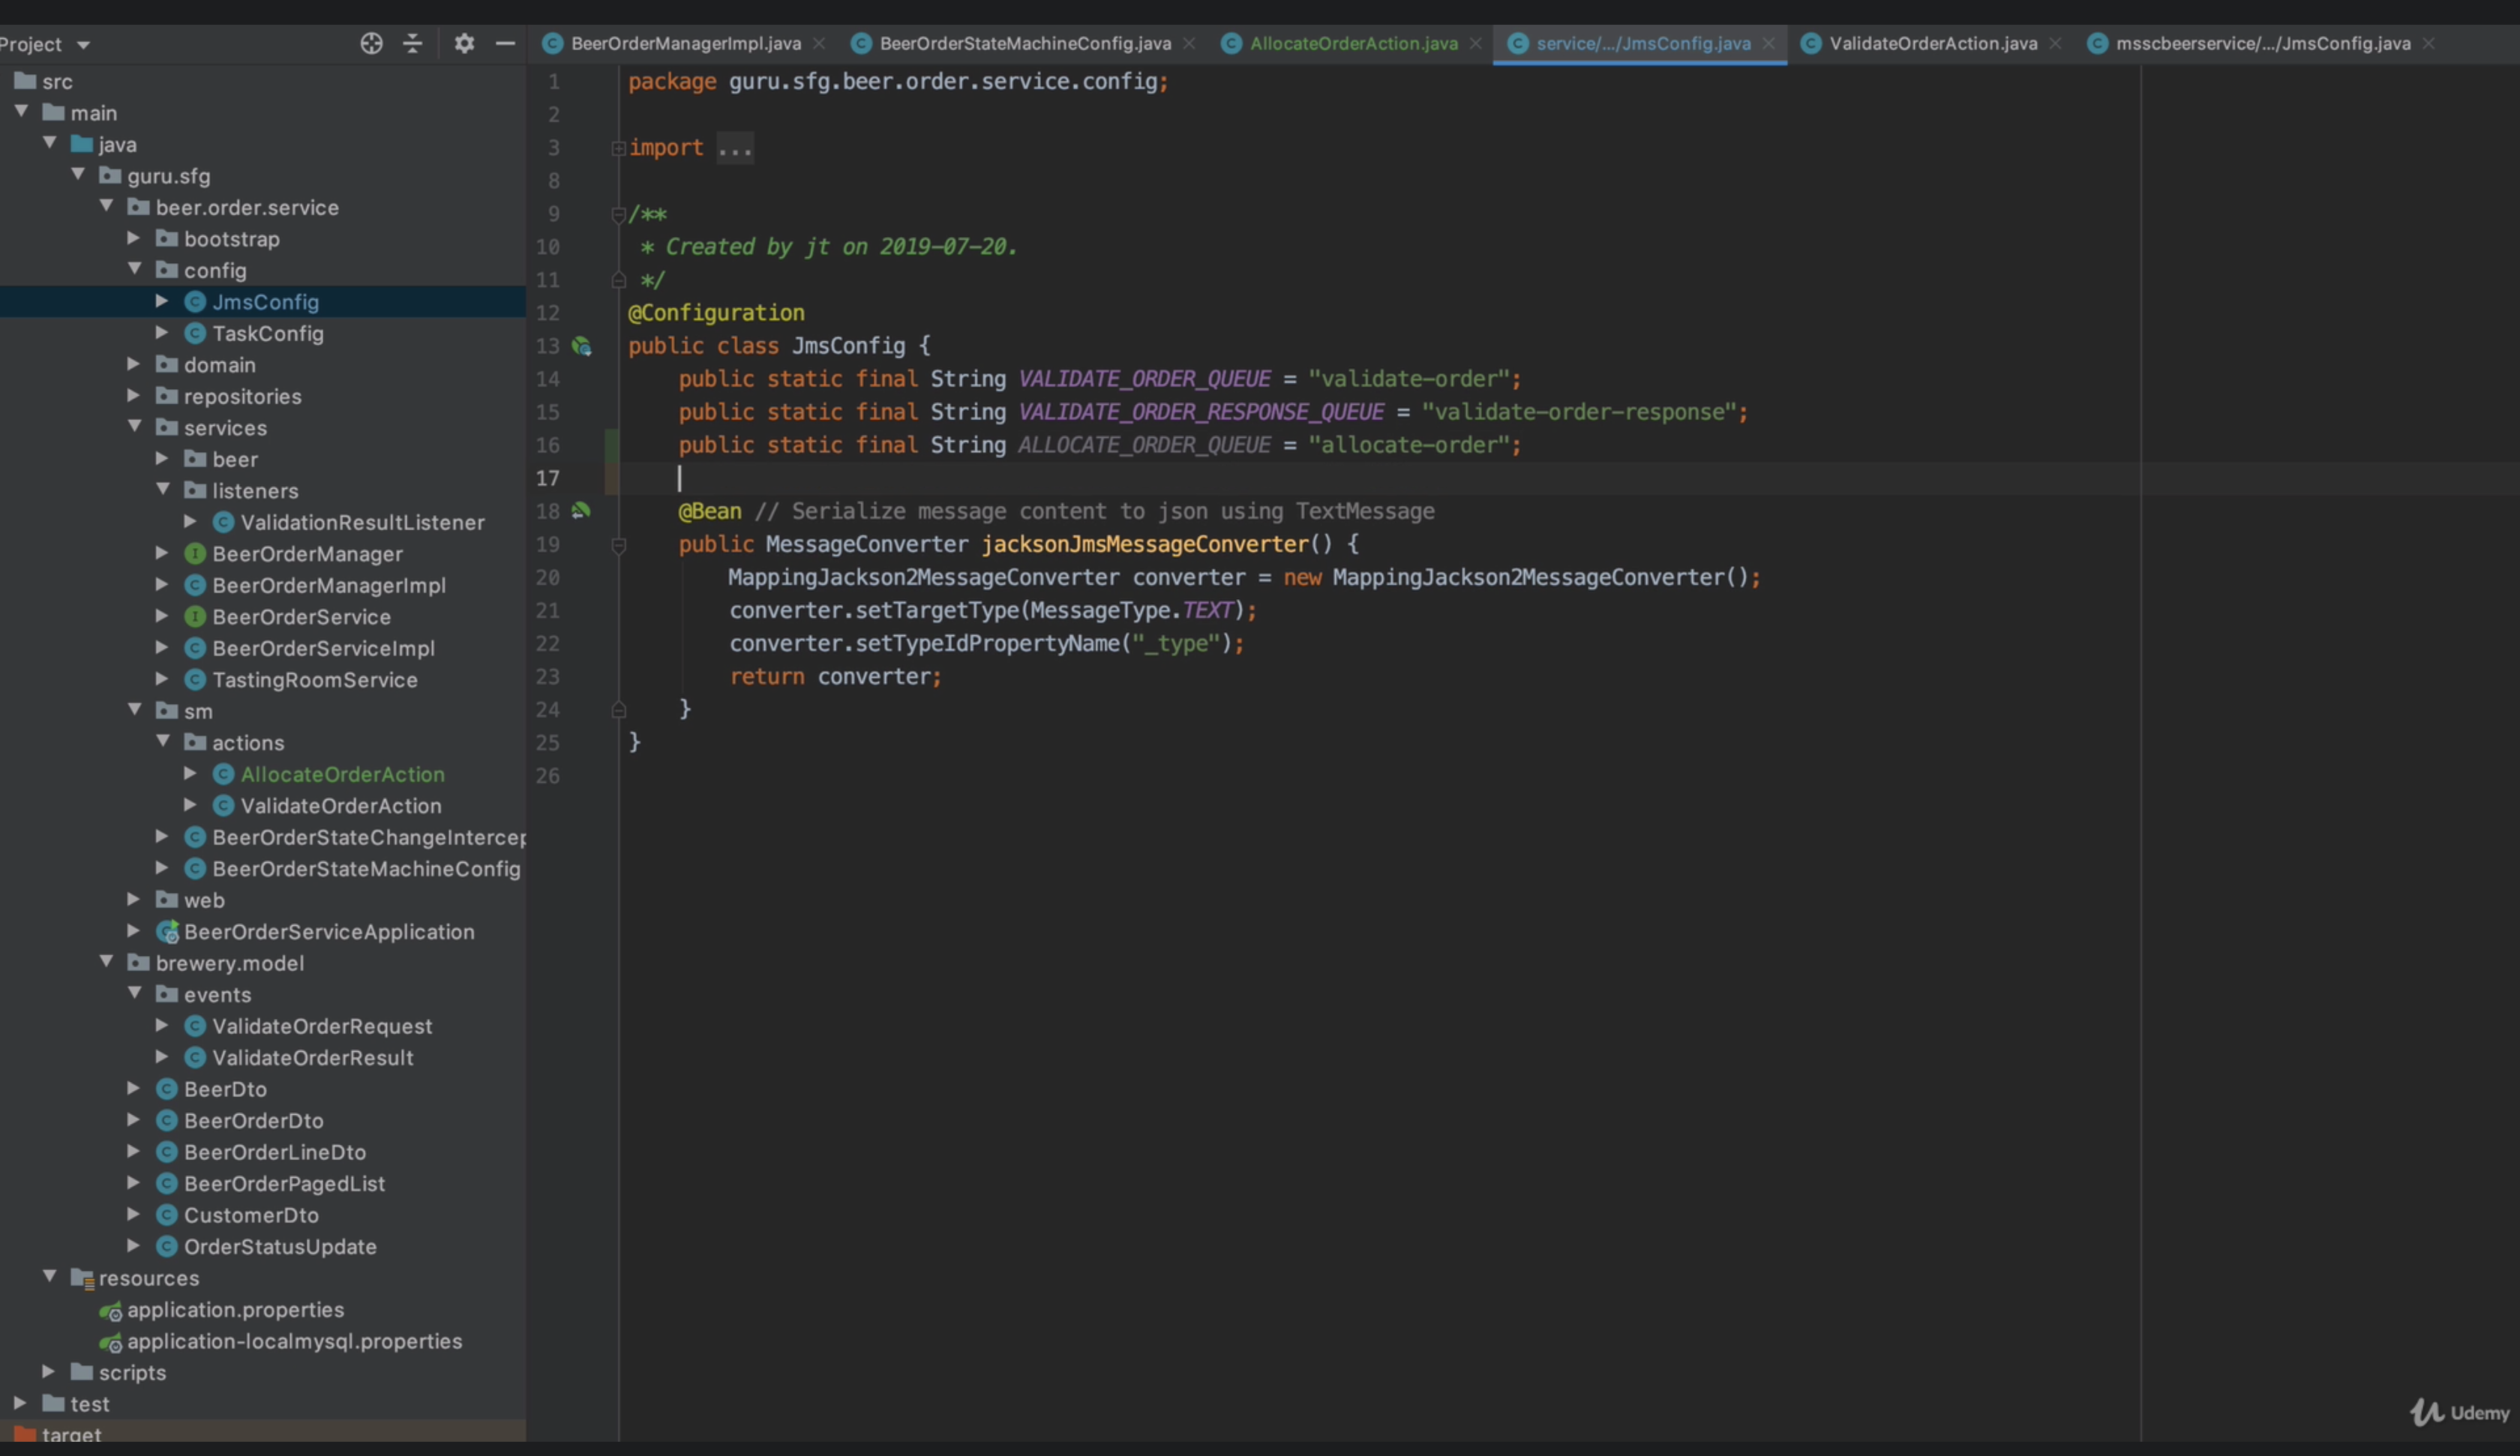 Project
BeerOrderManagerImpl.java
BeerOrderStateMachineConfig.java
AllocateOrderAction.java
service/.../JmsConfig.java
ValidateOrderAction.java
msscbeerservice/.../JmsConfig.java
src
main
java
guru.sfg
beer.order.service
bootstrap
config
JmsConfig
TaskConfig
domain
repositories
services
beer
listeners
ValidationResultListener
BeerOrderManager
BeerOrderManagerImpl
BeerOrderService
BeerOrderServiceImpl
TastingRoomService
sm
actions
AllocateOrderAction
ValidateOrderAction
BeerOrderStateChangeIntercep
BeerOrderStateMachineConfig
web
BeerOrderServiceApplication
brewery.model
events
ValidateOrderRequest
ValidateOrderResult
BeerDto
BeerOrderDto
BeerOrderLineDto
BeerOrderPagedList
CustomerDto
OrderStatusUpdate
resources
application.properties
application-localmysql.properties
scripts
test
target
1 package guru.sfg.beer.order.service.config;
2
3 import ...
8
9 /**
10 * Created by jt on 2019-07-20.
11 */
12 @Configuration
13 public class JmsConfig {
14 public static final String VALIDATE_ORDER_QUEUE = "validate-order";
15 public static final String VALIDATE_ORDER_RESPONSE_QUEUE = "validate-order-response";
16 public static final String ALLOCATE_ORDER_QUEUE = "allocate-order";
17
18 @Bean // Serialize message content to json using TextMessage
19 public MessageConverter jacksonJmsMessageConverter() {
20 MappingJackson2MessageConverter converter = new MappingJackson2MessageConverter();
21 converter.setTargetType(MessageType.TEXT);
22 converter.setTypeIdPropertyName("_type");
23 return converter;
24 }
25 }
26
Udemy